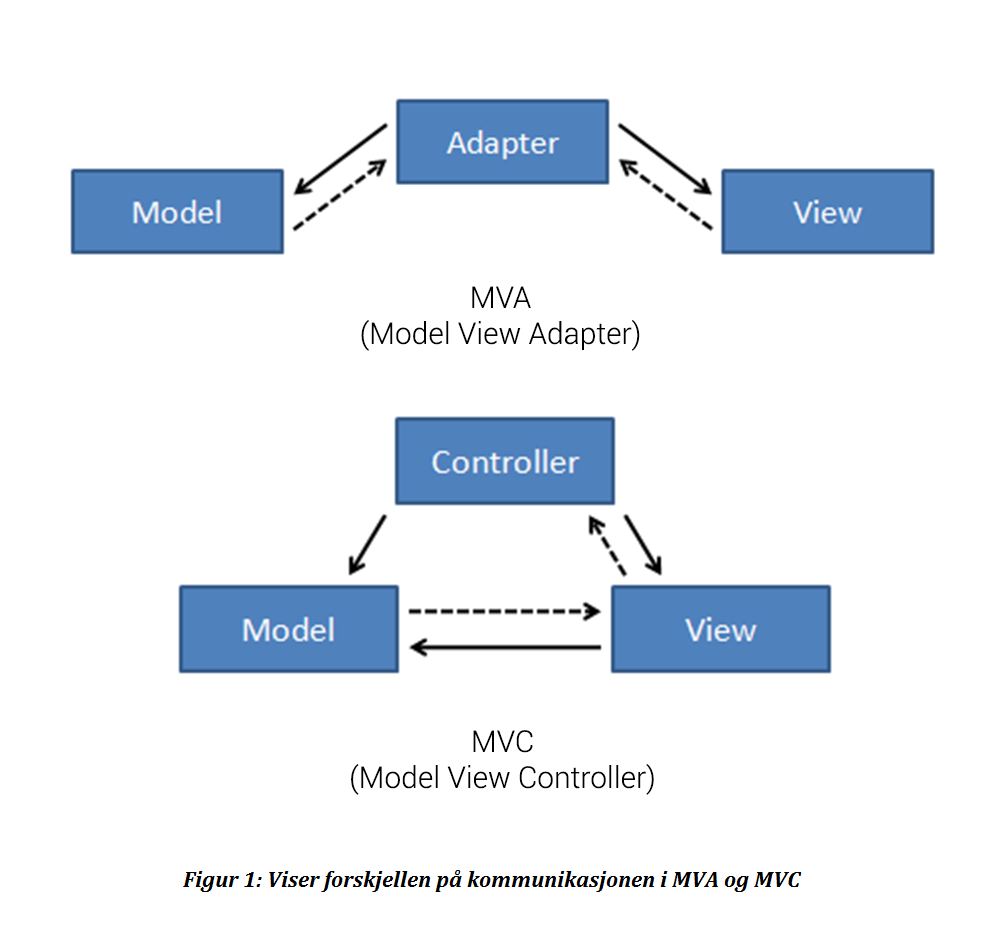 Adapter
Model
View
MVA
(Model View Adapter)
Controller
Model
View
MVC
(Model View Controller)
Figur 1: Viser forskjellen på kommunikasjonen i MVA og MVC